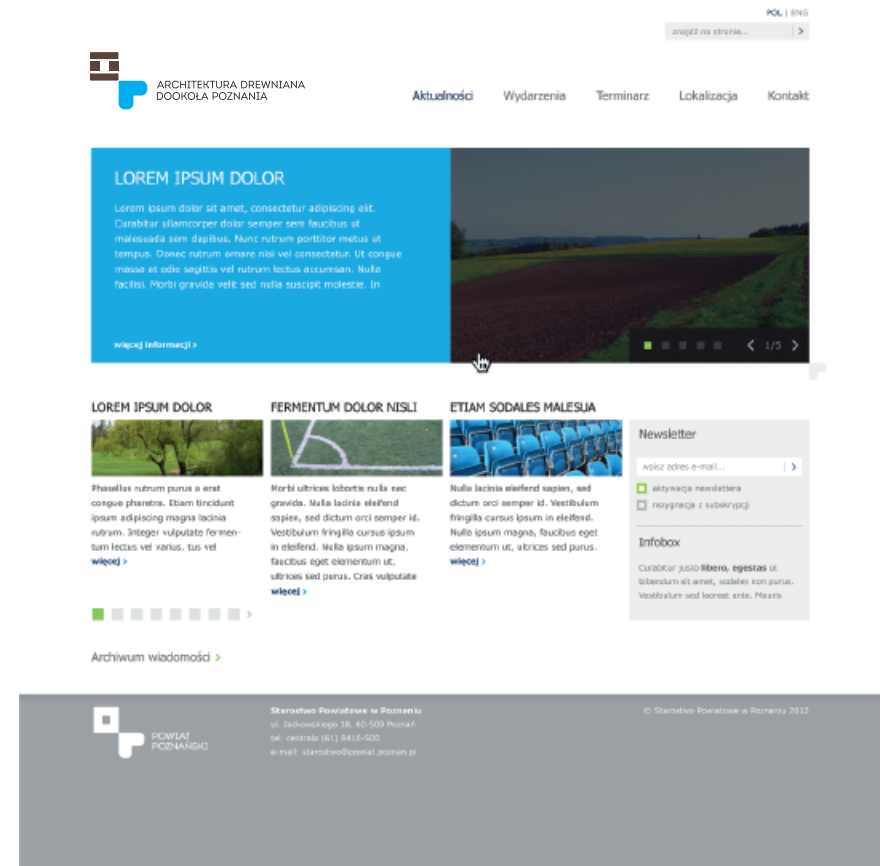 POL | ENG
znajdź na stronie...
ARCHITEKTURA DREWNIANA
DOOKOŁA POZNANIA
Aktualności Wydarzenia Terminarz Lokalizacja Kontakt
LOREM IPSUM DOLOR
Lorem ipsum dolor sit amet, consectetur adipiscing elit.
Curabitur ullamcorper dolor semper sem faucibus ut
malesuada sem dapibus. Nunc rutrum porttitor metus ut
tempus. Donec rutrum ornare nisi vel consectetur. Ut congue
massa at odio sagittis vel rutrum lectus accumsan. Nulla
facilisi. Morbi gravida velit sed nulla suscipit molestie. In
więcej informacji >
1/5
LOREM IPSUM DOLOR
Phasellus rutrum purus a erat
congue pharetra. Etiam tincidunt
ipsum adipiscing magna lacinia
rutrum. Integer vulputate fermen-
tum lectus vel varius. tus vel
więcej >
FERMENTUM DOLOR NISLI
Morbi ultrices lobortis nulla nec
gravida. Nulla lacinia eleifend
sapien, sed dictum orci semper id.
Vestibulum fringilla cursus ipsum
in eleifend. Nulla ipsum magna,
faucibus eget elementum ut,
ultrices sed purus. Cras vulputate
więcej >
ETIAM SODALES MALESUA
Nulla lacinia eleifend sapien, sed
dictum orci semper id. Vestibulum
fringilla cursus ipsum in eleifend.
Nulla ipsum magna, faucibus eget
elementum ut, ultrices sed purus.
więcej >
Newsletter
wpisz adres e-mail...
aktywacja newslettera
rezygnacja z subskrypcji
Infobox
Curabitur justo libero, egestas ut
bibendum sit amet, sodales non purus.
Vestibulum sed laoreet ante. Mauris
Archiwum wiadomości >
POWIAT
POZNAŃSKI
Starostwo Powiatowe w Poznaniu
ul. Jackowskiego 18, 60-509 Poznań
tel. centrala (61) 8410-500
e-mail: starostwo@powiat.poznan.pl
© Starostwo Powiatowe w Poznaniu 2012